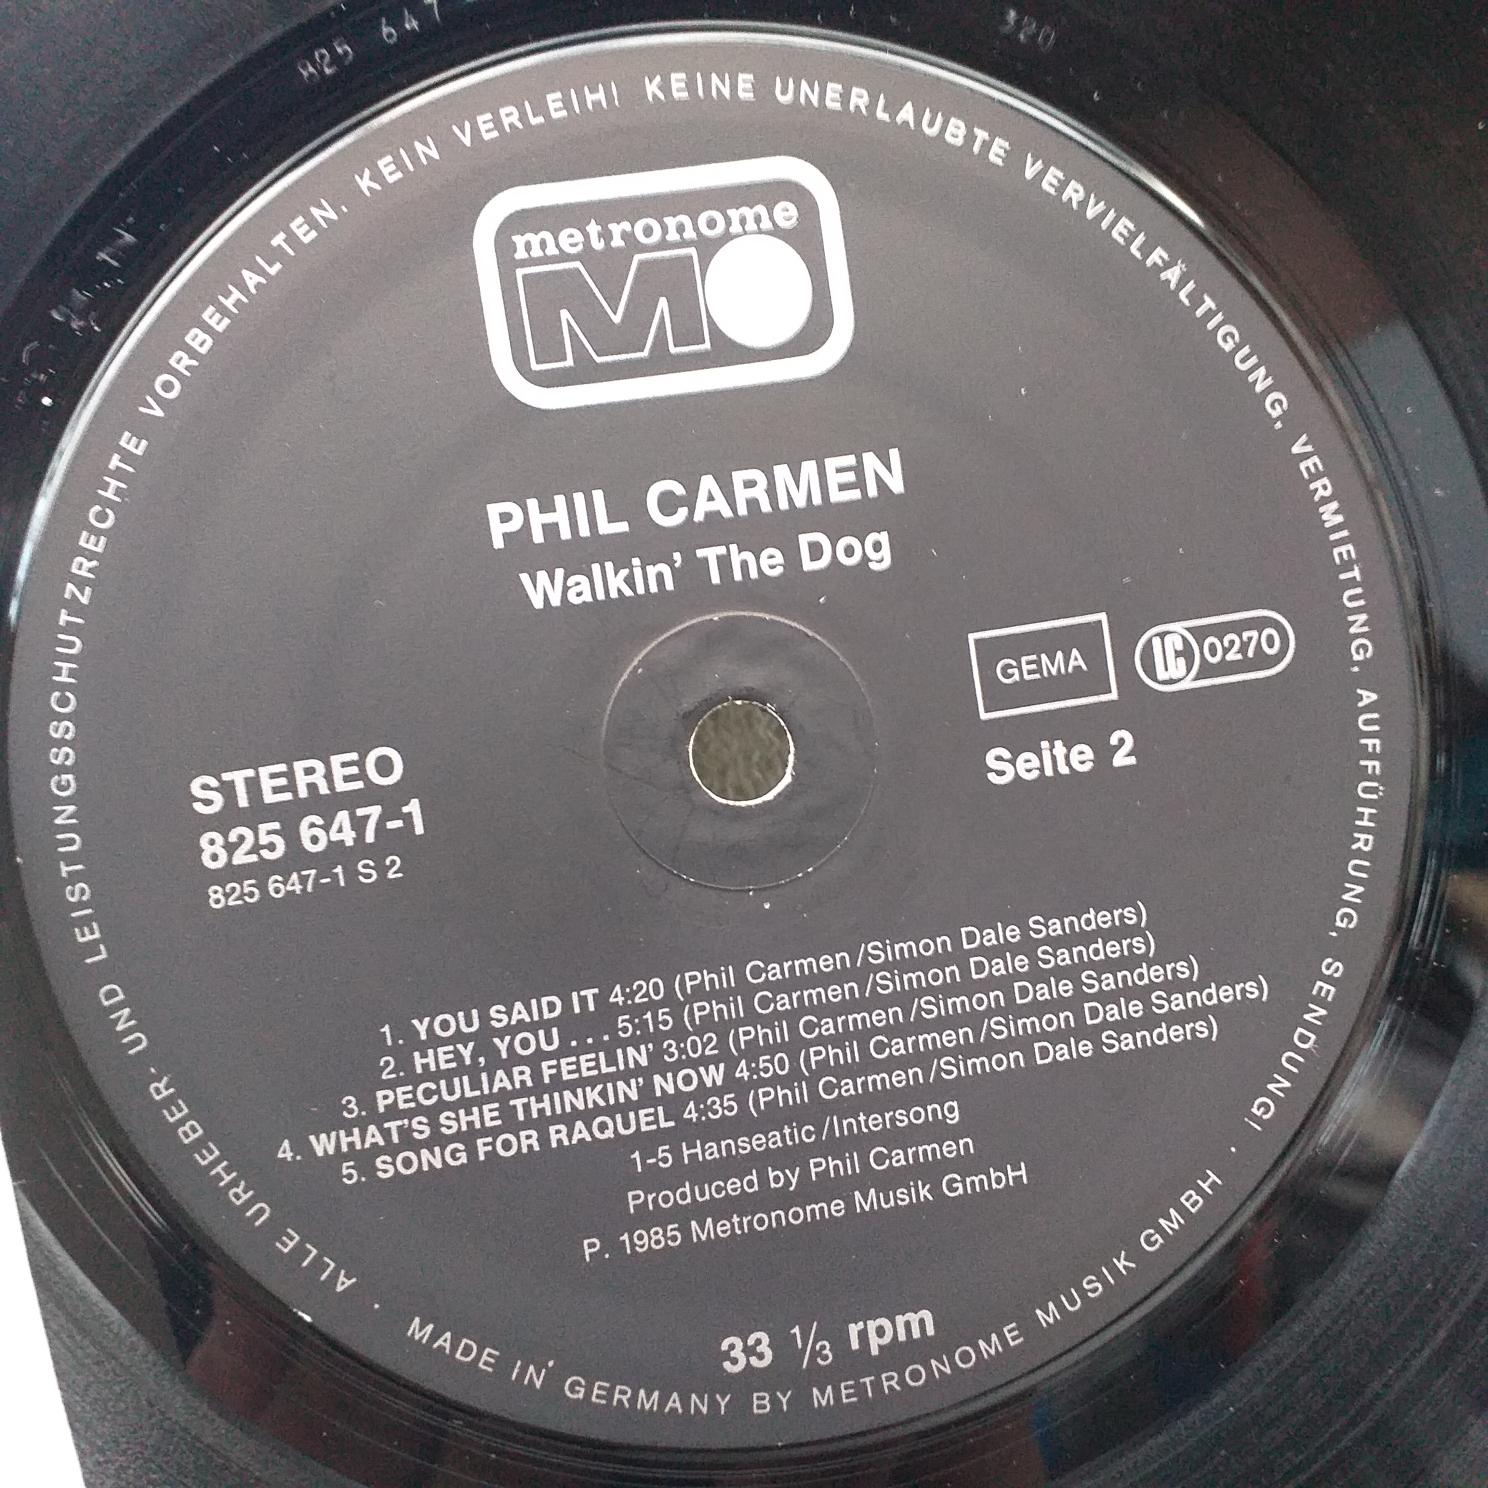 825 647
320
ALLE URHEBER- UND LEISTUNGSSCHUTZRECHTE VORBEHALTEN. KEIN VERLEIH! KEINE UNERLAUBTE VERVIELFÄLTIGUNG, VERMIETUNG, AUFFÜHRUNG, SENDUNG!
metronome
MO
PHIL CARMEN
Walkin' The Dog
GEMA
LC 0270
Seite 2
STEREO
825 647-1
825 647-1 S 2
1. YOU SAID IT 4:20 (Phil Carmen/Simon Dale Sanders)
2. HEY, YOU ... 5:15 (Phil Carmen/Simon Dale Sanders)
3. PECULIAR FEELIN' 3:02 (Phil Carmen/Simon Dale Sanders)
4. WHAT'S SHE THINKIN' NOW 4:50 (Phil Carmen/Simon Dale Sanders)
5. SONG FOR RAQUEL 4:35 (Phil Carmen/Simon Dale Sanders)
1-5 Hanseatic/Intersong
Produced by Phil Carmen
P. 1985 Metronome Musik GmbH
33 1/3 rpm
· MADE IN GERMANY BY METRONOME MUSIK GMBH ·